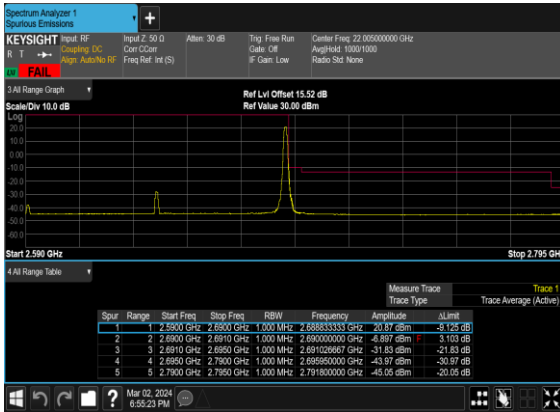 Spectrum Analyzer 1
Spurious Emissions
+
KEYSIGHT
R T
LV FAIL
Input: RF
Coupling: DC
Align: Auto/No RF
Input Z: 50 Ω
Corr CCorr
Freq Ref: Int (S)
Atten: 30 dB
Trig: Free Run
Gate: Off
IF Gain: Low
Center Freq: 22.005000000 GHz
Avg|Hold: 1000/1000
Radio Std: None
3 All Range Graph
Scale/Div 10.0 dB
Ref Lvl Offset 15.52 dB
Ref Value 30.00 dBm
Log
20.0
10.0
0.00
-10.0
-20.0
-30.0
-40.0
-50.0
-60.0
Start 2.590 GHz
Stop 2.795 GH
4 All Range Table
Measure Trace Trace 1
Trace Type Trace Average (Active)
Spur Range Start Freq Stop Freq RBW Frequency Amplitude ΔLimit
1 1 2.5900 GHz 2.6900 GHz 1.000 MHz 2.688833333 GHz 20.87 dBm -9.125 dB
2 2 2.6900 GHz 2.6910 GHz 1.000 MHz 2.690000000 GHz -6.897 dBm F 3.103 dB
3 3 2.6910 GHz 2.6950 GHz 1.000 MHz 2.691026667 GHz -31.83 dBm -21.83 dB
4 4 2.6950 GHz 2.7900 GHz 1.000 MHz 2.695950000 GHz -43.97 dBm -30.97 dB
5 5 2.7900 GHz 2.7950 GHz 1.000 MHz 2.791800000 GHz -45.05 dBm -20.05 dB
?
Mar 02, 2024
6:55:23 PM